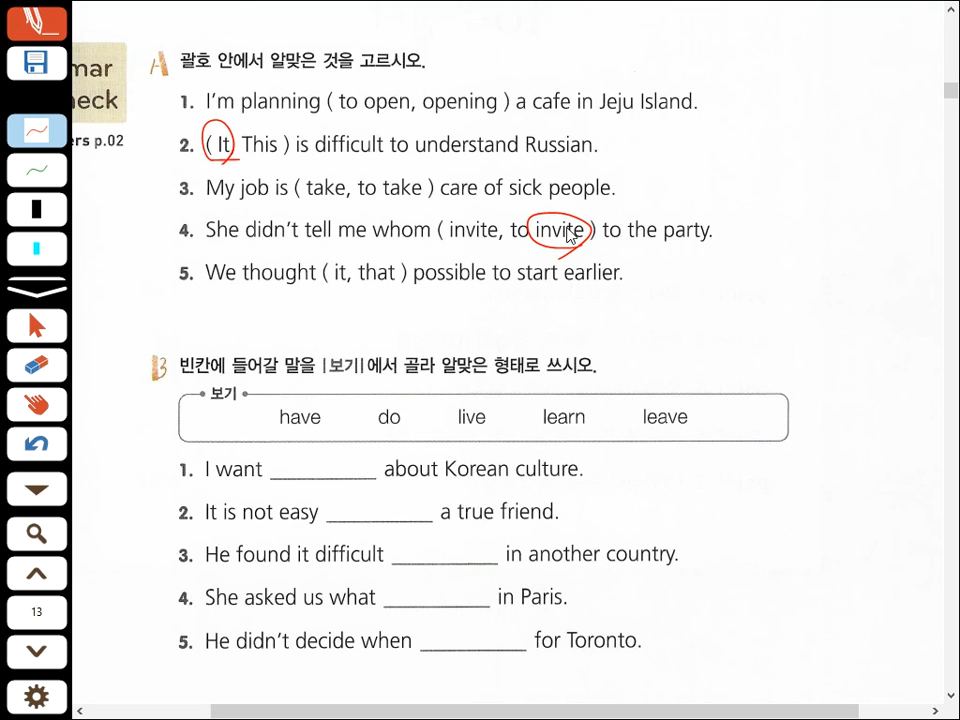 mar
heck
ers p.02
A 괄호 안에서 알맞은 것을 고르시오.
1. I'm planning ( to open, opening ) a cafe in Jeju Island.
2. ( It, This ) is difficult to understand Russian.
3. My job is ( take, to take ) care of sick people.
4. She didn't tell me whom ( invite, to invite ) to the party.
5. We thought ( it, that ) possible to start earlier.
B 빈칸에 들어갈 말을 |보기|에서 골라 알맞은 형태로 쓰시오.
보기
have do live learn leave
1. I want __________ about Korean culture.
2. It is not easy __________ a true friend.
3. He found it difficult __________ in another country.
4. She asked us what __________ in Paris.
5. He didn't decide when __________ for Toronto.
13